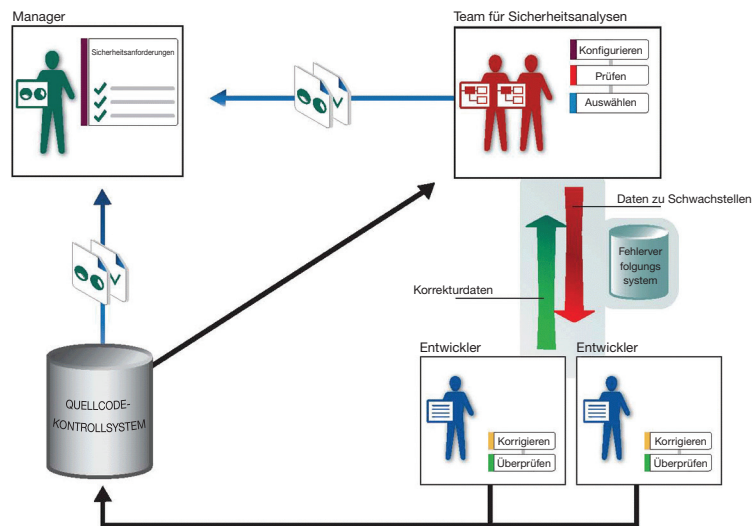 Manager
Sicherheitsanforderungen
Team für Sicherheitsanalysen
Konfigurieren
Prüfen
Auswählen
Daten zu Schwachstellen
Fehlerver
folgungs
system
Korrekturdaten
Entwickler
Korrigieren
Überprüfen
Entwickler
Korrigieren
Überprüfen
QUELLCODE-
KONTROLLSYSTEM